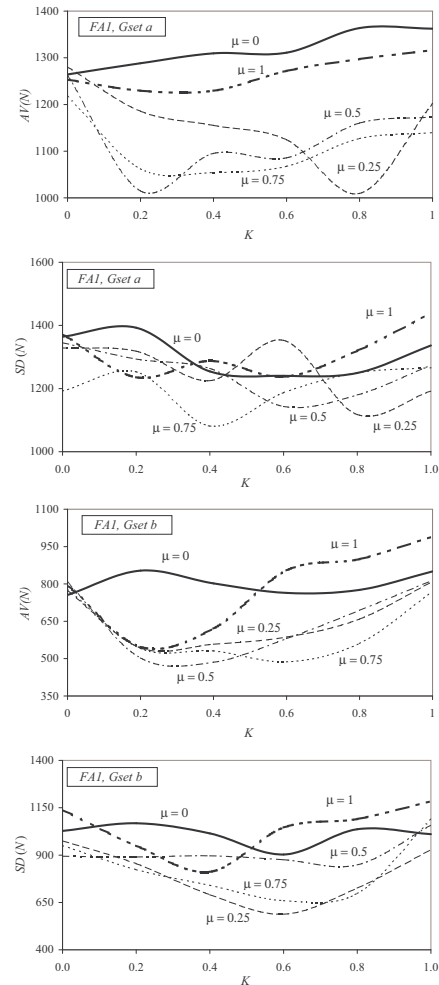 1400
FA1, Gset a
μ = 0
1300
μ = 1
AV(N)
1200
μ = 0.5
1100
μ = 0.25
μ = 0.75
1000
0 0.2 0.4 0.6 0.8 1
K
1600
FA1, Gset a
μ = 1
1400
μ = 0
SD (N)
1200
μ = 0.5
μ = 0.75
μ = 0.25
1000
0.0 0.2 0.4 0.6 0.8 1.0
K
1100
FA1, Gset b
950
μ = 1
μ = 0
800
AV(N)
650
μ = 0.25
500
μ = 0.75
μ = 0.5
350
0 0.2 0.4 0.6 0.8 1.0
K
1400
FA1, Gset b
1150
μ = 0
μ = 1
900
SD (N)
μ = 0.5
μ = 0.75
650
μ = 0.25
400
0.0 0.2 0.4 0.6 0.8 1.0
K